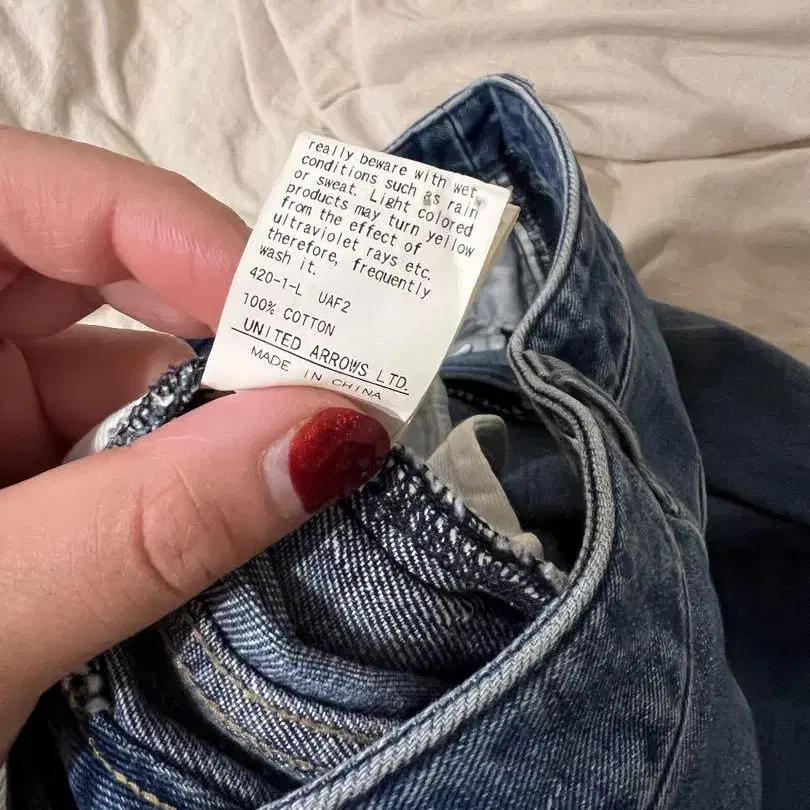 really beware with wet
conditions such as rain
or sweat. Light colored
products may turn yellow
from the effect of
ultraviolet rays etc.
therefore, frequently
wash it.
420-1-L UAF2
100% COTTON
UNITED ARROWS LTD.
MADE IN CHINA